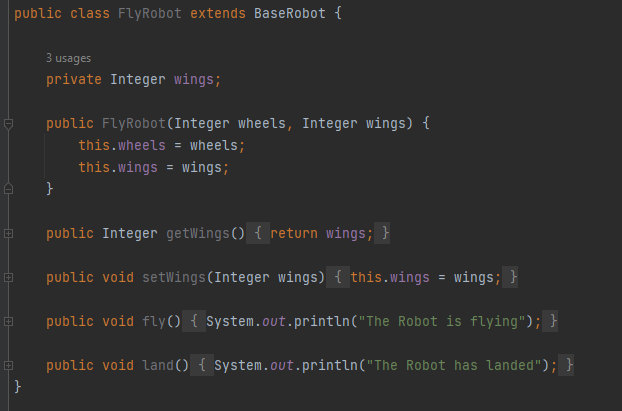 public class FlyRobot extends BaseRobot {
3 usages
private Integer wings;
public FlyRobot(Integer wheels, Integer wings) {
this.wheels = wheels;
this.wings = wings;
}
public Integer getWings() { return wings; }
public void setWings(Integer wings) { this.wings = wings; }
public void fly() { System.out.println("The Robot is flying"); }
public void land() { System.out.println("The Robot has landed"); }
}